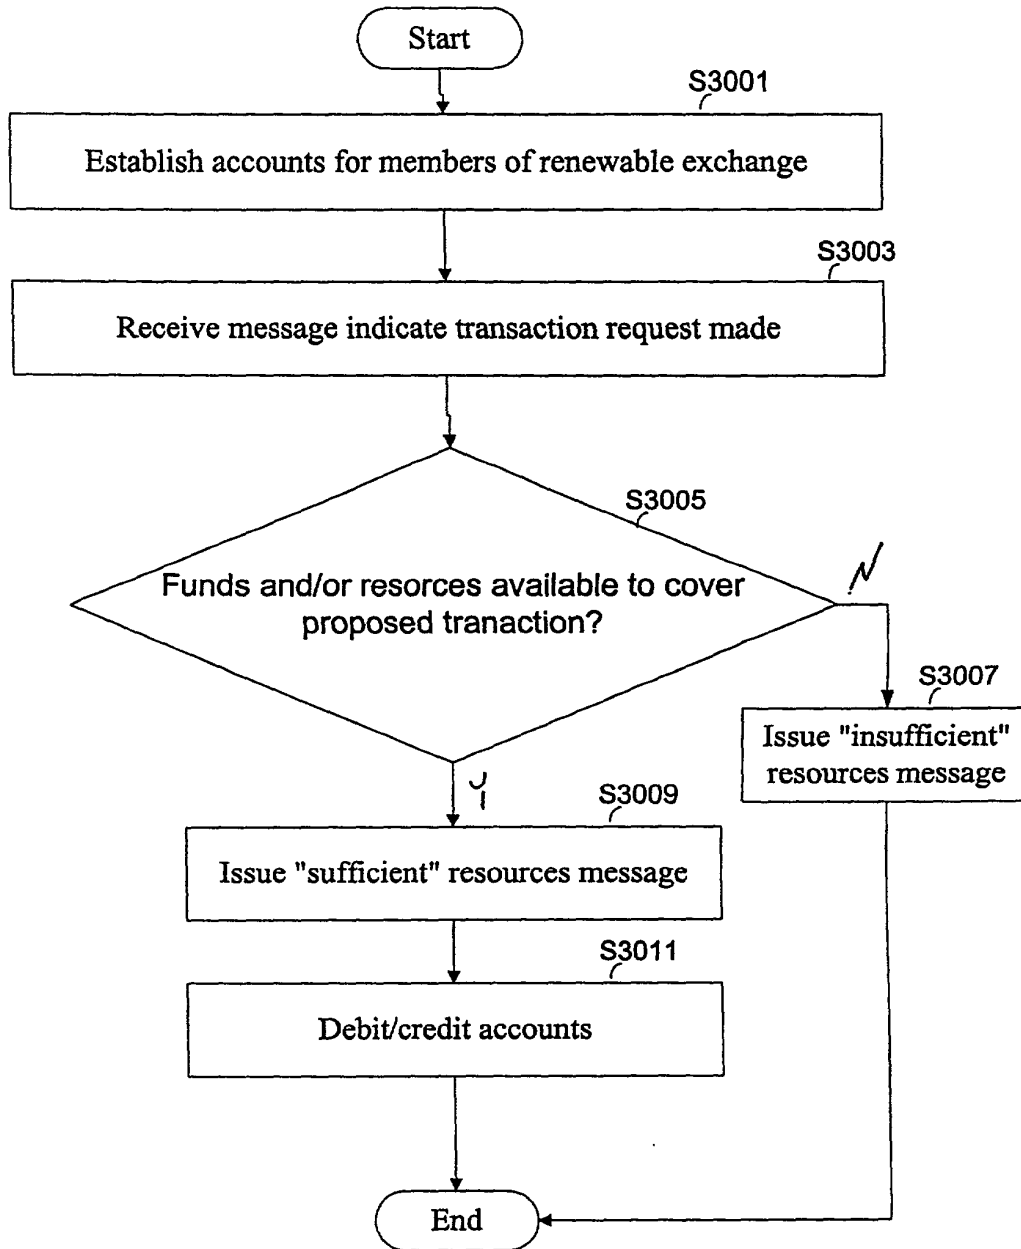 Start
S3001
Establish accounts for members of renewable exchange
S3003
Receive message indicate transaction request made
S3005
Funds and/or resorces available to cover
proposed tranaction?
N
S3007
Issue "insufficient"
resources message
Y
S3009
Issue "sufficient" resources message
S3011
Debit/credit accounts
End